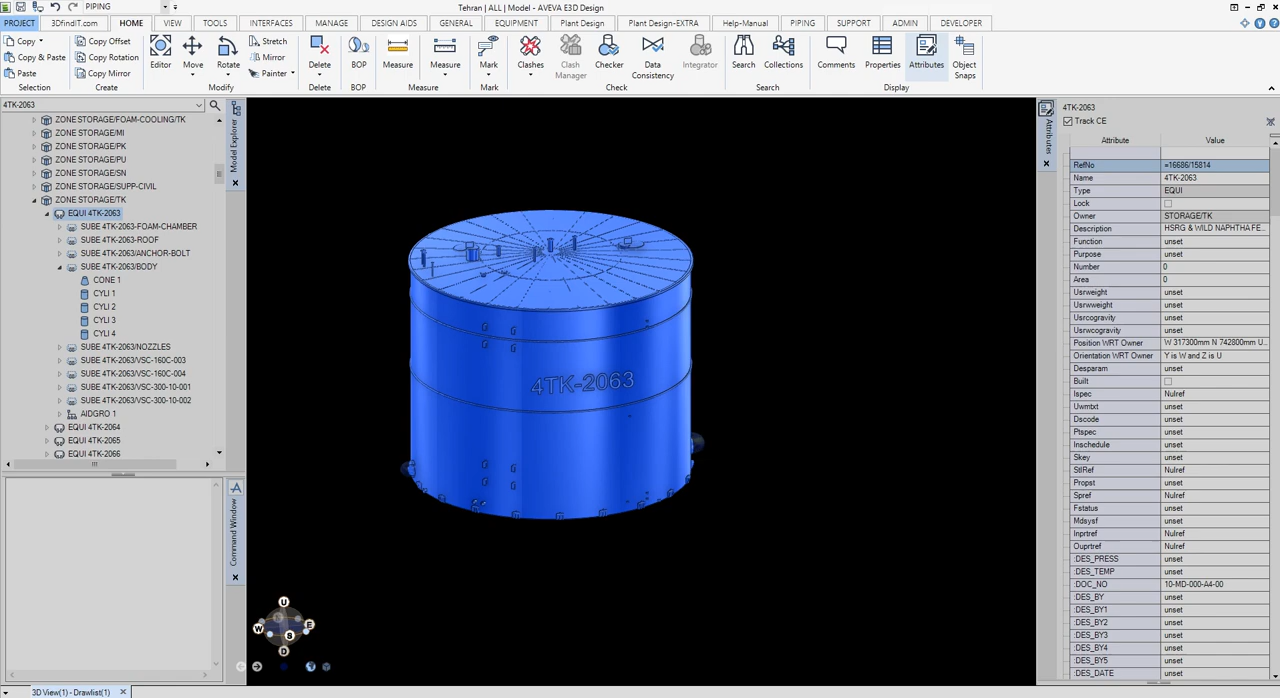 PIPING
Tehran | ALL | Model - AVEVA E3D Design
PROJECT 3DfindIT.com HOME VIEW TOOLS INTERFACES MANAGE DESIGN AIDS GENERAL EQUIPMENT Plant Design Plant Design-EXTRA Help-Manual PIPING SUPPORT ADMIN DEVELOPER
Copy
Copy & Paste
Paste
Selection
Copy Offset
Copy Rotation
Copy Mirror
Create
Editor
Move
Rotate
Stretch
Mirror
Painter
Modify
Delete
Delete
BOP
BOP
Measure
Measure
Measure
Mark
Mark
Clashes
Clash
Manager
Checker
Data
Consistency
Integrator
Check
Search
Collections
Search
Comments
Properties
Attributes
Object
Snaps
Display
4TK-2063
ZONE STORAGE/FOAM-COOLING/TK
ZONE STORAGE/MI
ZONE STORAGE/PK
ZONE STORAGE/PU
ZONE STORAGE/SN
ZONE STORAGE/SUPP-CIVIL
ZONE STORAGE/TK
EQUI 4TK-2063
SUBE 4TK-2063-FOAM-CHAMBER
SUBE 4TK-2063-ROOF
SUBE 4TK-2063/ANCHOR-BOLT
SUBE 4TK-2063/BODY
CONE 1
CYLI 1
CYLI 2
CYLI 3
CYLI 4
SUBE 4TK-2063/NOZZLES
SUBE 4TK-2063/VSC-160C-003
SUBE 4TK-2063/VSC-160C-004
SUBE 4TK-2063/VSC-300-10-001
SUBE 4TK-2063/VSC-300-10-002
AIDGRO 1
EQUI 4TK-2064
EQUI 4TK-2065
EQUI 4TK-2066
Model Explorer
Command Window
4TK-2063
U
W
E
S
D
3D View(1) - Drawlist(1)
Attributes
4TK-2063
Track CE
Attribute Value
RefNo =16686/15814
Name 4TK-2063
Type EQUI
Lock
Owner STORAGE/TK
Description HSRG & WILD NAPHTHA FE...
Function unset
Purpose unset
Number 0
Area 0
Usrweight unset
Usrwweight unset
Usrcogravity unset
Usrwcogravity unset
Position WRT Owner W 317300mm N 742800mm U...
Orientation WRT Owner Y is W and Z is U
Desparam unset
Built
Ispec Nulref
Uwmtxt unset
Dscode unset
Ptspec unset
Inschedule unset
Skey unset
StlRef Nulref
Propst unset
Spref Nulref
Fstatus unset
Mdsysf unset
Inprtref Nulref
Ouprtref Nulref
:DES_PRESS unset
:DES_TEMP unset
:DOC_NO 10-MD-000-A4-00
:DES_BY unset
:DES_BY1 unset
:DES_BY2 unset
:DES_BY3 unset
:DES_BY4 unset
:DES_BY5 unset
:DES_DATE unset